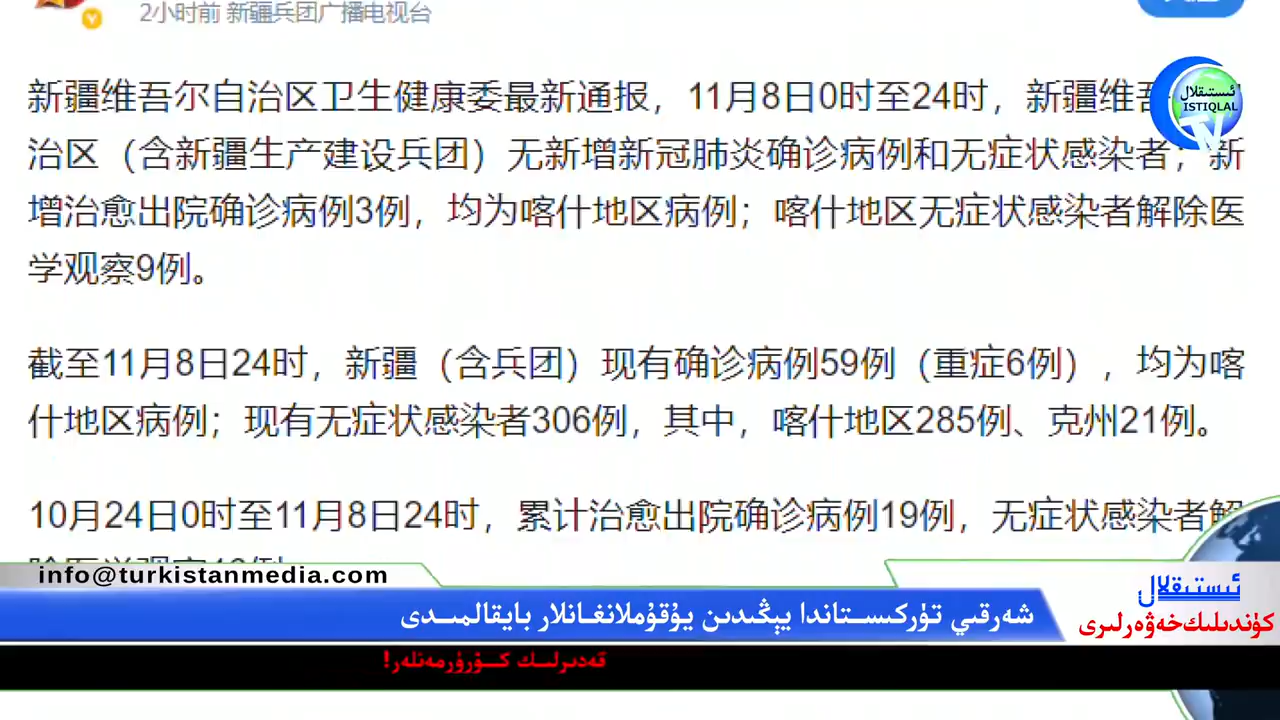 2小时前 新疆兵团广播电视台
新疆维吾尔自治区卫生健康委最新通报，11月8日0时至24时，新疆维吾
治区（含新疆生产建设兵团）无新增新冠肺炎确诊病例和无症状感染者；新
增治愈出院确诊病例3例，均为喀什地区病例；喀什地区无症状感染者解除医
学观察9例。
截至11月8日24时，新疆（含兵团）现有确诊病例59例（重症6例），均为喀
什地区病例；现有无症状感染者306例，其中，喀什地区285例、克州21例。
10月24日0时至11月8日24时，累计治愈出院确诊病例19例，无症状感染者解
ئىستىقلال
ISTIQLAL
TV
info@turkistanmedia.com
شەرقىي تۈركىستاندا يېڭىدىن يۇقۇملانغانلار بايقالمىدى
ئىستىقلال
كۈندىلىك خەۋەرلىرى
قەدىرلىك كۆرۈرمەنلەر!